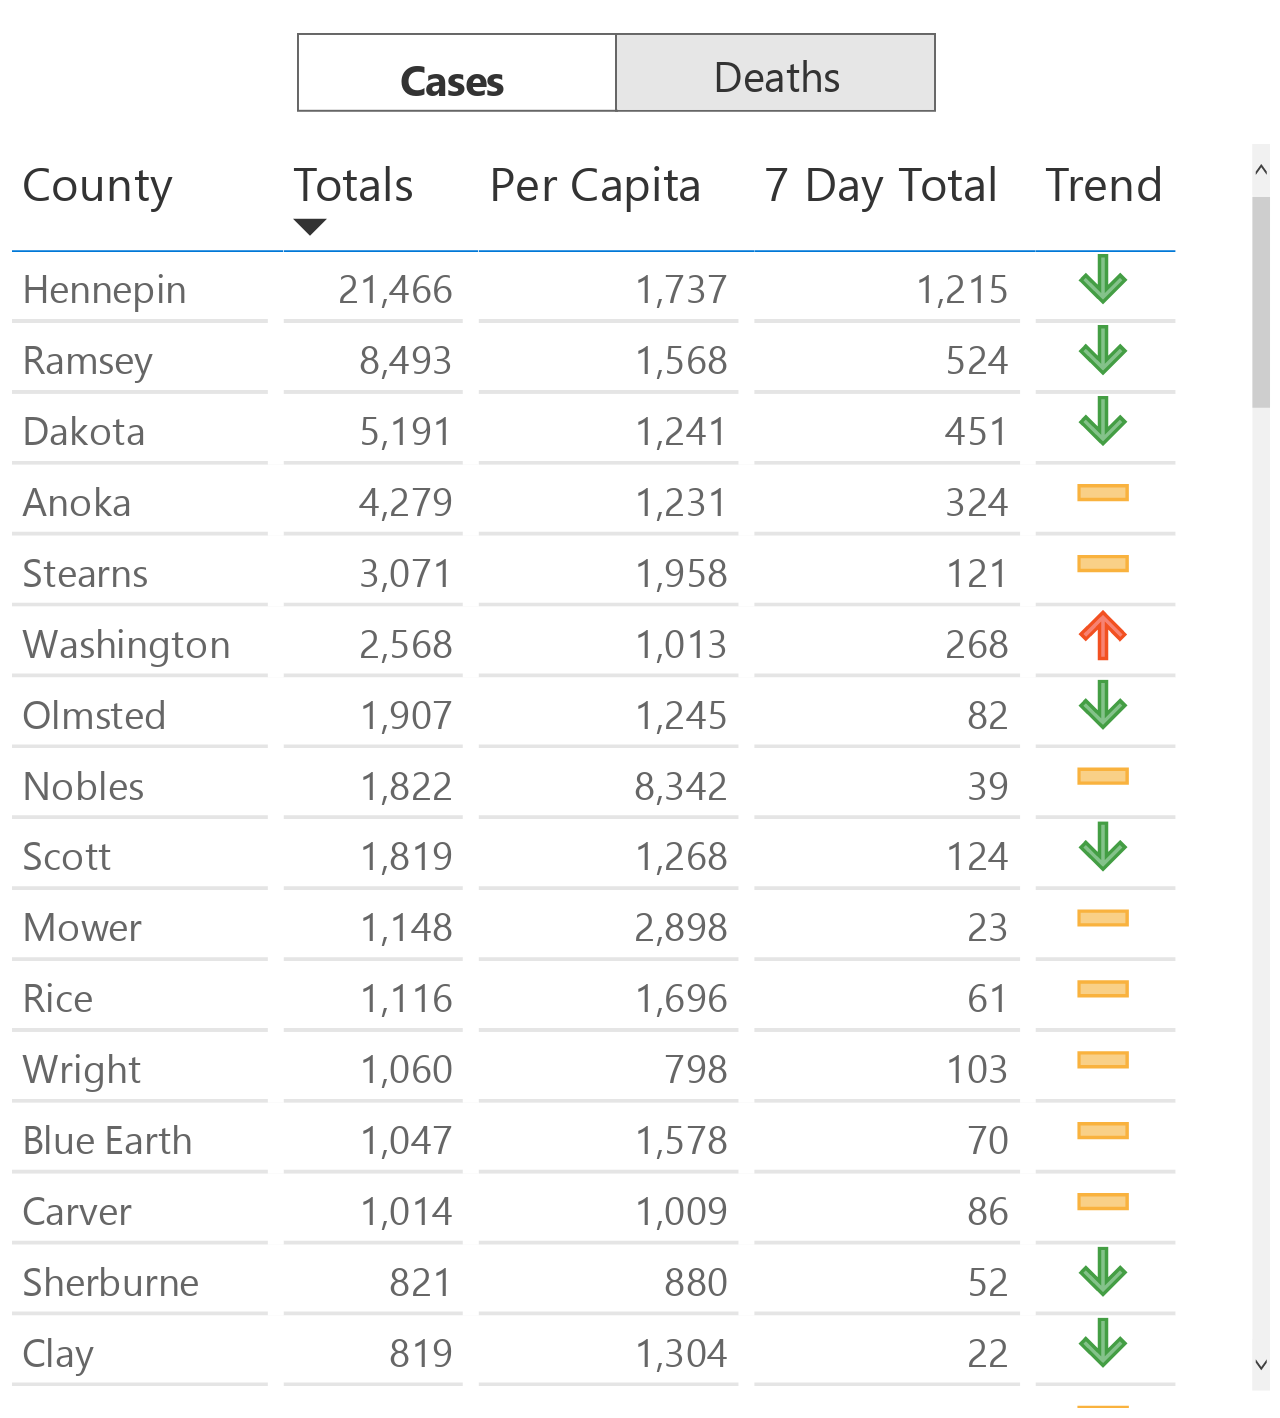 Cases Deaths
County Totals Per Capita 7 Day Total Trend
Hennepin 21,466 1,737 1,215
Ramsey 8,493 1,568 524
Dakota 5,191 1,241 451
Anoka 4,279 1,231 324
Stearns 3,071 1,958 121
Washington 2,568 1,013 268
Olmsted 1,907 1,245 82
Nobles 1,822 8,342 39
Scott 1,819 1,268 124
Mower 1,148 2,898 23
Rice 1,116 1,696 61
Wright 1,060 798 103
Blue Earth 1,047 1,578 70
Carver 1,014 1,009 86
Sherburne 821 880 52
Clay 819 1,304 22